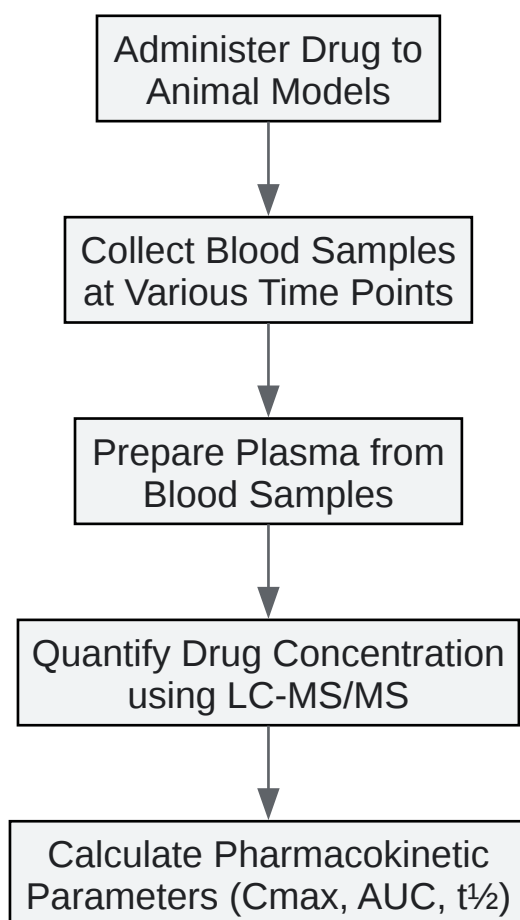 Administer Drug to
Animal Models
Collect Blood Samples
at Various Time Points
Prepare Plasma from
Blood Samples
Quantify Drug Concentration
using LC-MS/MS
Calculate Pharmacokinetic
Parameters (Cmax, AUC, t½)